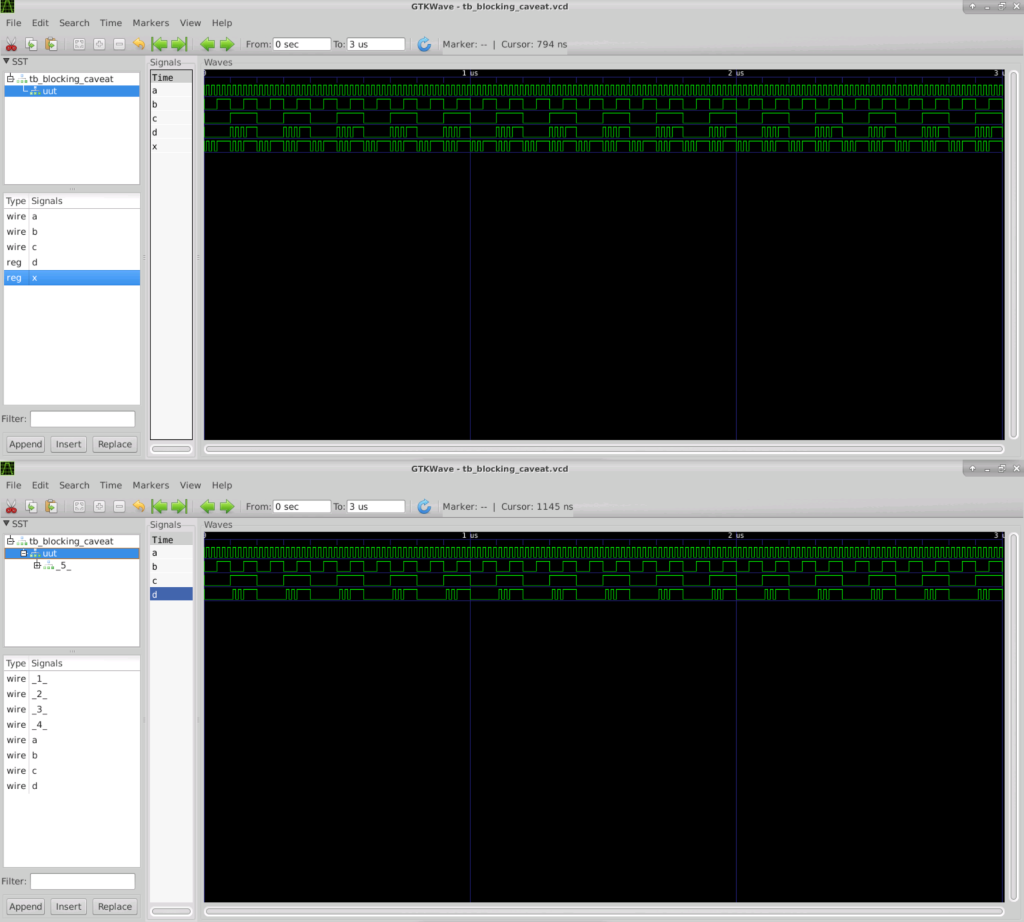 GTKWave - tb_blocking_caveat.vcd
File Edit Search Time Markers View Help
From: 0 sec To: 3 us Marker: -- | Cursor: 794 ns
SST
tb_blocking_caveat
uut
Type Signals
wire a
wire b
wire c
reg d
reg x
Filter:
Append Insert Replace
Signals
Time
a
b
c
d
x
Waves
1 us 2 us 3
GTKWave - tb_blocking_caveat.vcd
File Edit Search Time Markers View Help
From: 0 sec To: 3 us Marker: -- | Cursor: 1145 ns
SST
tb_blocking_caveat
uut
_5_
Type Signals
wire _1_
wire _2_
wire _3_
wire _4_
wire a
wire b
wire c
wire d
Filter:
Append Insert Replace
Signals
Time
a
b
c
d
Waves
1 us 2 us 3